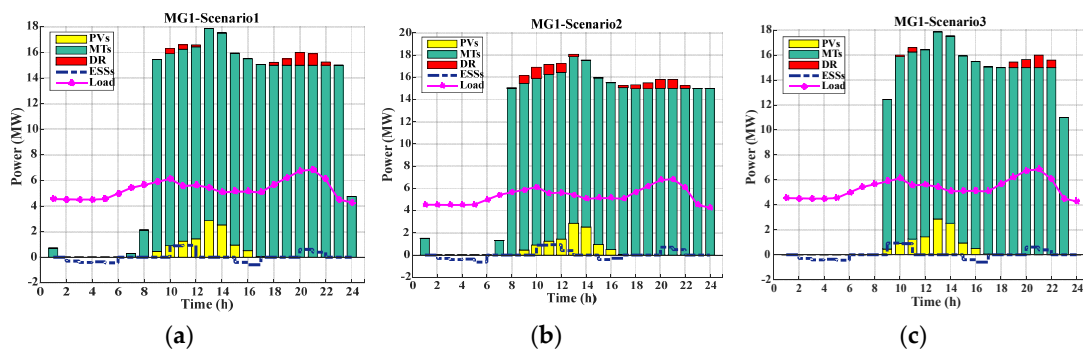 MG1-Scenario1
PVs
MTs
DR
ESSs
Load
Power (MW)
18
16
14
12
10
8
6
4
2
0
-2
0 2 4 6 8 10 12 14 16 18 20 22 24
Time (h)
(a)
MG1-Scenario2
PVs
MTs
DR
ESSs
Load
Power (MW)
20
18
16
14
12
10
8
6
4
2
0
-2
0 2 4 6 8 10 12 14 16 18 20 22 24
Time (h)
(b)
MG1-Scenario3
PVs
MTs
DR
ESSs
Load
Power (MW)
18
16
14
12
10
8
6
4
2
0
-2
0 2 4 6 8 10 12 14 16 18 20 22 24
Time (h)
(c)